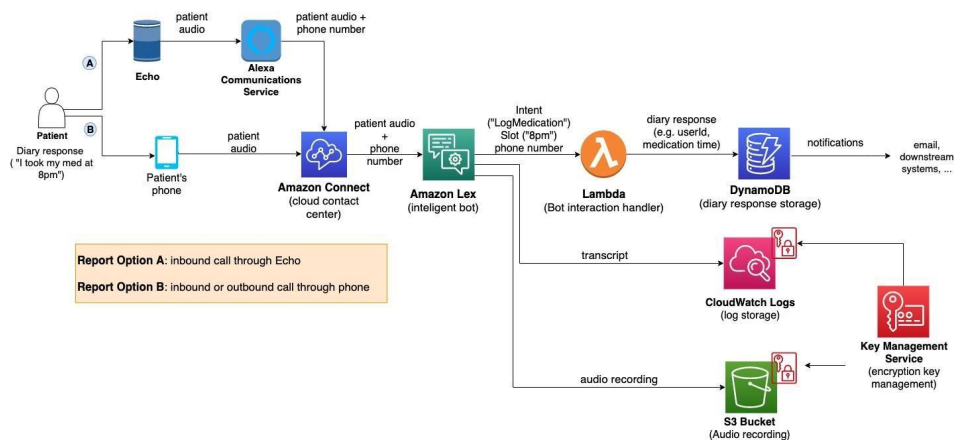 patient
audio
patient audio +
phone number
A
Echo
Alexa
Communications
Service
B
Patient
Diary response
( "I took my med at
8pm")
Patient's
phone
patient
audio
Amazon Connect
(cloud contact
center)
patient audio
+
phone
number
Amazon Lex
(inteligent bot)
Intent
("LogMedication")
Slot ("8pm")
phone number
Lambda
(Bot interaction handler)
diary response
(e.g. userId,
medication time)
DynamoDB
(diary response storage)
notifications
email,
downstream
systems, ...
Report Option A: inbound call through Echo
Report Option B: inbound or outbound call through phone
transcript
CloudWatch Logs
(log storage)
Key Management
Service
(encryption key
management)
audio recording
S3 Bucket
(Audio recording)